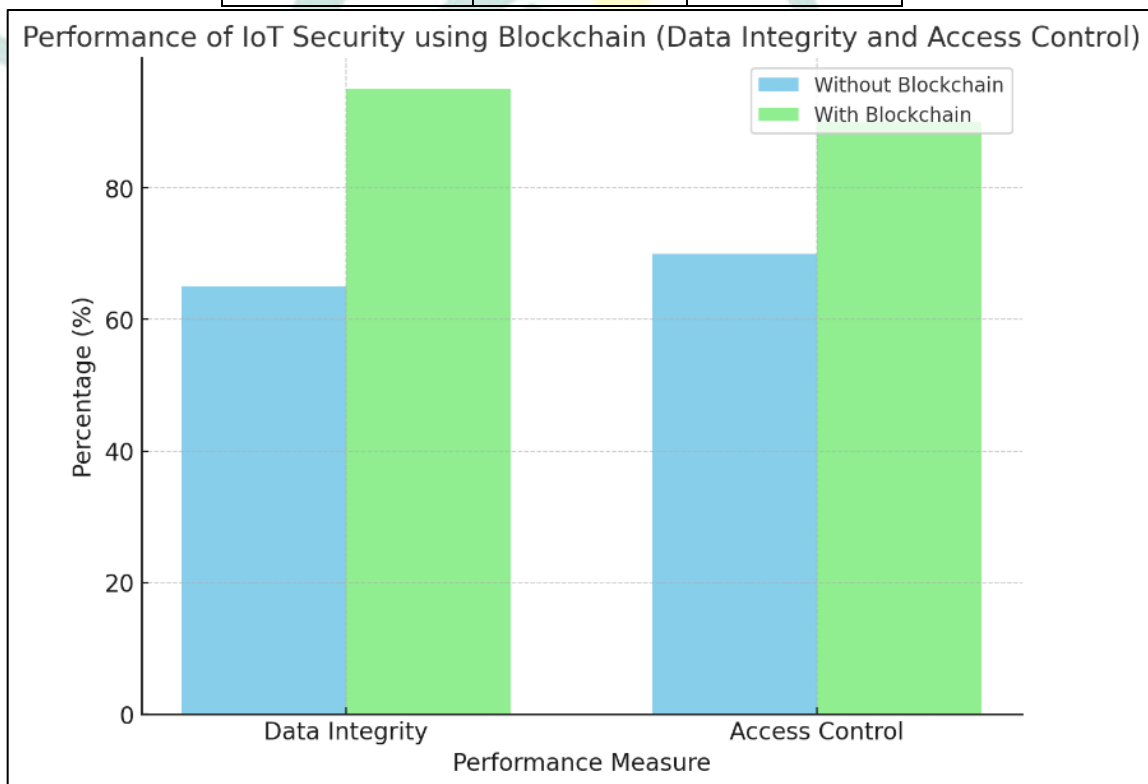 Performance of IoT Security using Blockchain (Data Integrity and Access Control)
Without Blockchain
With Blockchain
80
60
40
20
0
Percentage (%)
Data Integrity
Access Control
Performance Measure